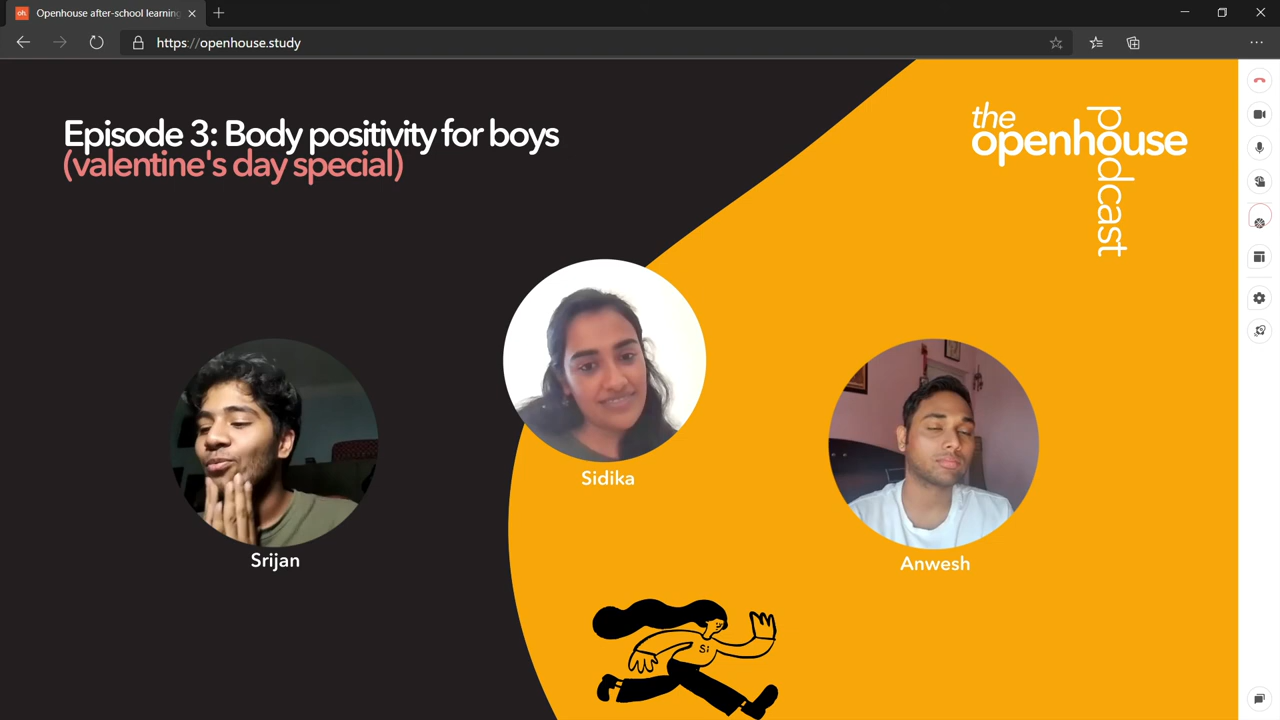 Openhouse after-school learning
https://openhouse.study
Episode 3: Body positivity for boys
(valentine's day special)
the
openhouse
podcast
Sidika
Srijan
Anwesh
Si